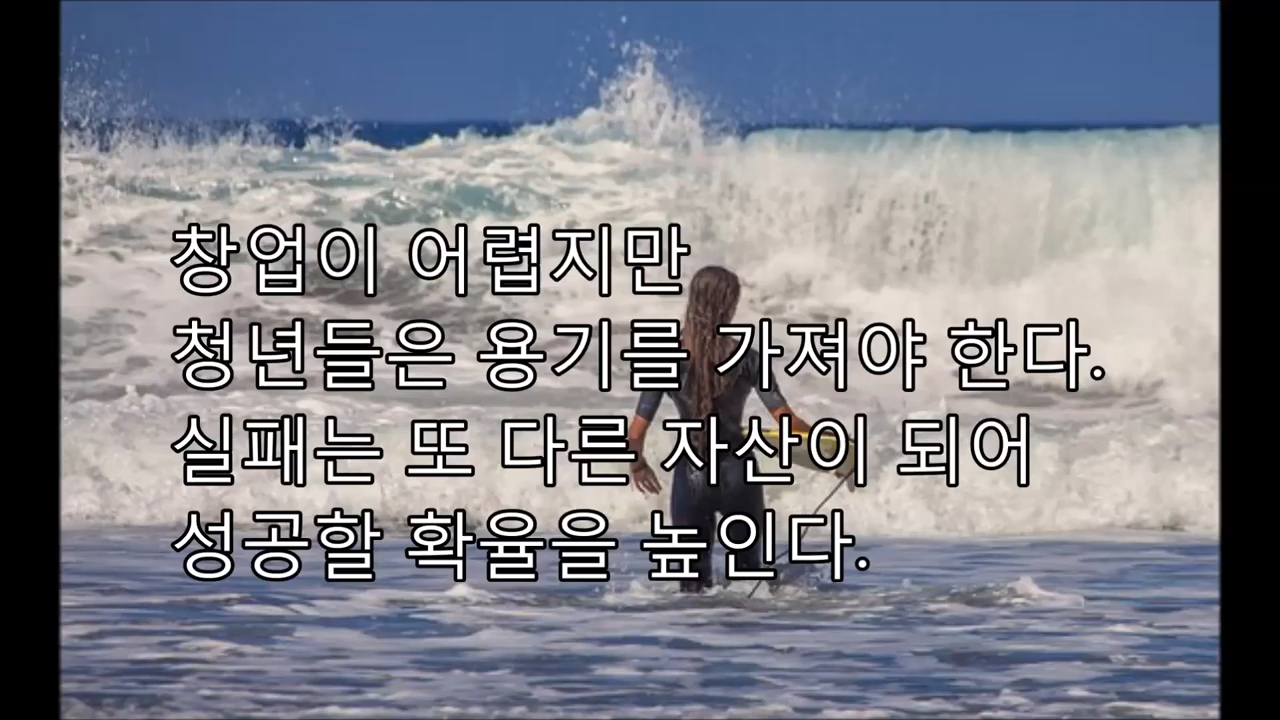 창업이 어렵지만
청년들은 용기를 가져야 한다.
실패는 또 다른 자산이 되어
성공할 확율을 높인다.